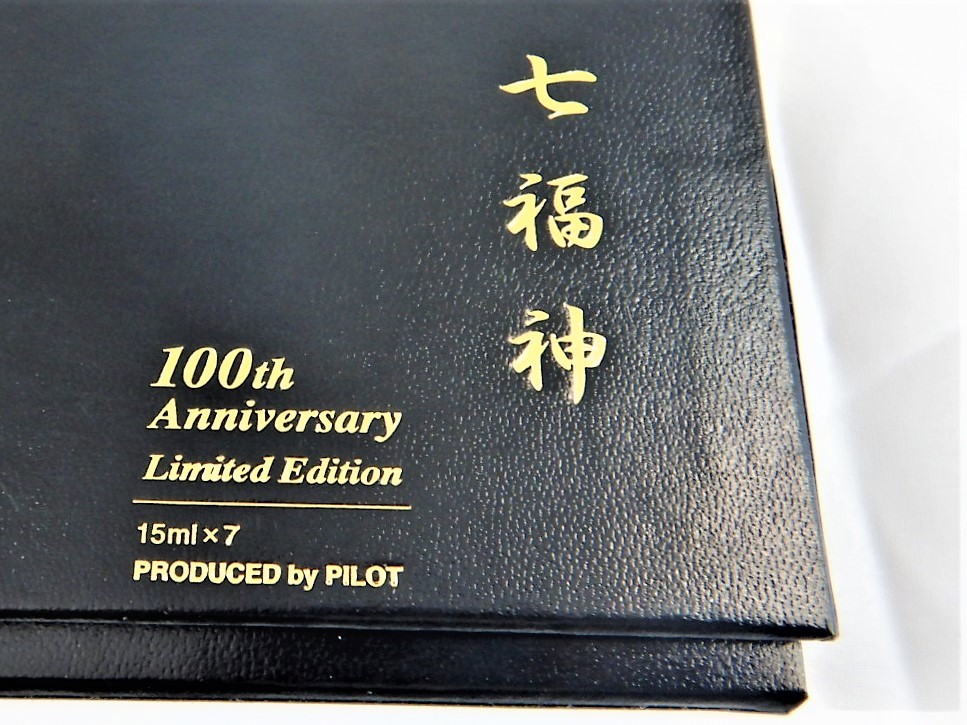 七福神
100th
Anniversary
Limited Edition
15ml×7
PRODUCED by PILOT